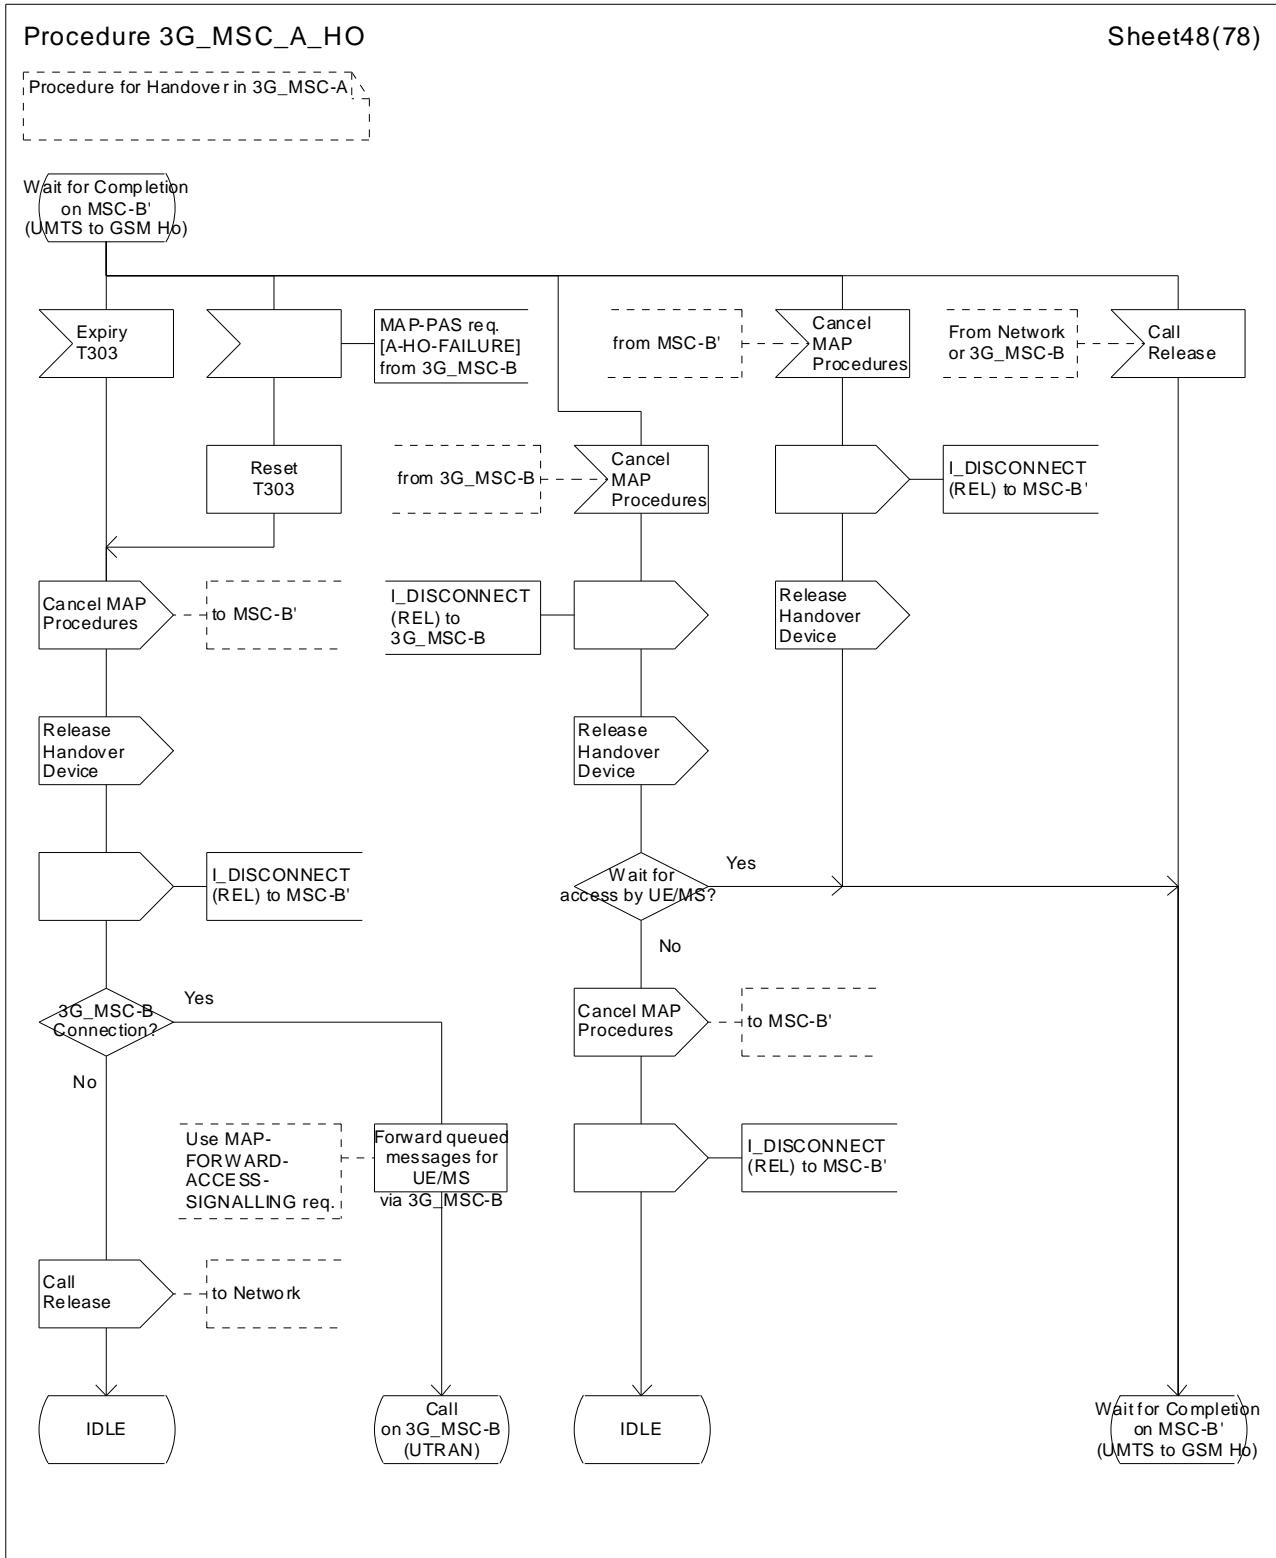 Procedure 3G_MSC_A_HO
Sheet48(78)
Procedure for Handover in 3G_MSC-A
Wait for Completion
on MSC-B'
(UMTS to GSM Ho)
Expiry
T303
MAP-PAS req.
[A-HO-FAILURE]
from 3G_MSC-B
from MSC-B'
Cancel
MAP
Procedures
From Network
or 3G_MSC-B
Call
Release
Reset
T303
from 3G_MSC-B
Cancel
MAP
Procedures
I_DISCONNECT
(REL) to MSC-B'
Cancel MAP
Procedures
to MSC-B'
I_DISCONNECT
(REL) to
3G_MSC-B
Release
Handover
Device
Release
Handover
Device
Release
Handover
Device
I_DISCONNECT
(REL) to MSC-B'
Wait for
access by UE/MS?
Yes
No
3G_MSC-B
Connection?
Yes
No
Cancel MAP
Procedures
to MSC-B'
Use MAP-
FORWARD-
ACCESS-
SIGNALLING req.
Forward queued
messages for
UE/MS
via 3G_MSC-B
I_DISCONNECT
(REL) to MSC-B'
Call
Release
to Network
IDLE
Call
on 3G_MSC-B
(UTRAN)
IDLE
Wait for Completion
on MSC-B'
(UMTS to GSM Ho)